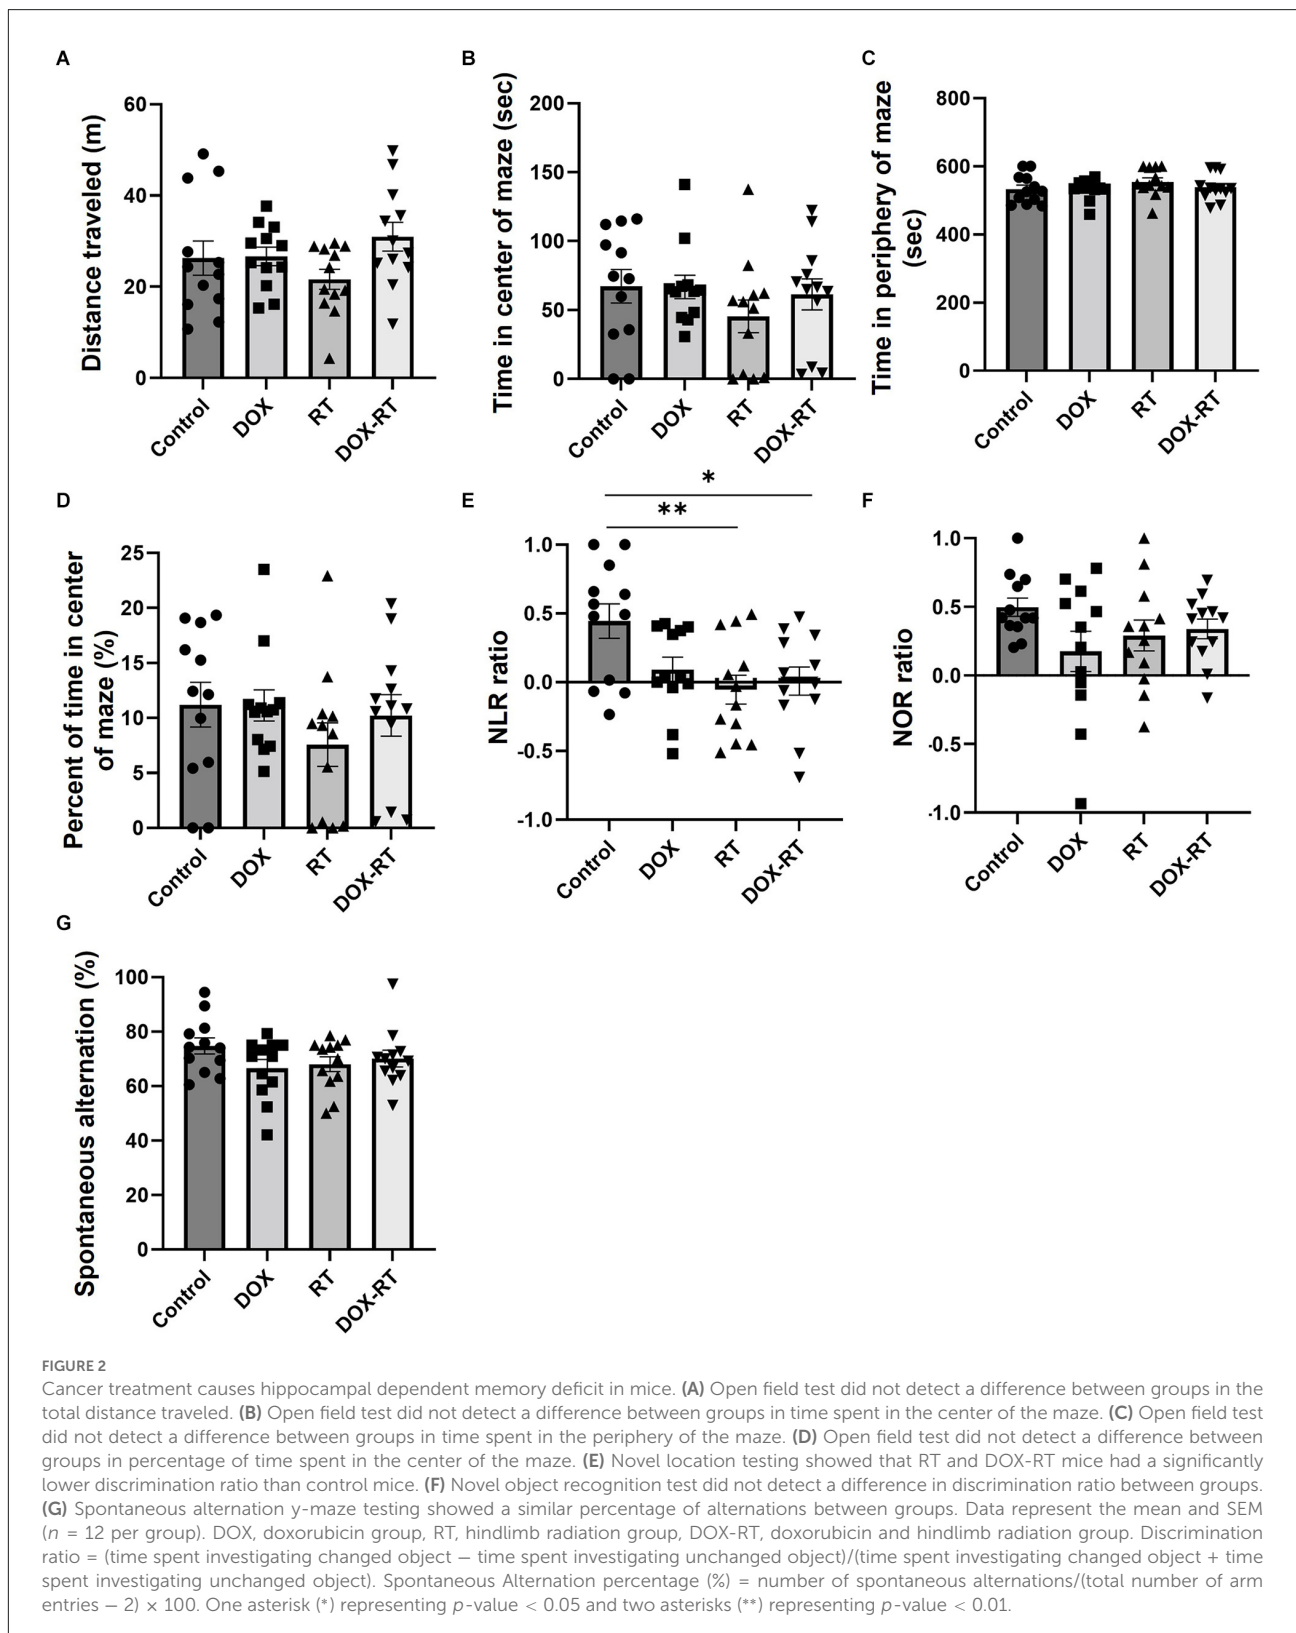 A
Distance traveled (m)
60
40
20
0
Control
DOX
RT
DOX-RT
B
Time in center of maze (sec)
200
150
100
50
0
Control
DOX
RT
DOX-RT
C
Time in periphery of maze
(sec)
800
600
400
200
0
Control
DOX
RT
DOX-RT
D
Percent of time in center
of maze (%)
25
20
15
10
5
0
Control
DOX
RT
DOX-RT
E
*
**
NLR ratio
1.0
0.5
0.0
-0.5
-1.0
Control
DOX
RT
DOX-RT
F
NOR ratio
1.0
0.5
0.0
-0.5
-1.0
Control
DOX
RT
DOX-RT
G
Spontaneous alternation (%)
100
80
60
40
20
0
Control
DOX
RT
DOX-RT
FIGURE 2
Cancer treatment causes hippocampal dependent memory deficit in mice. (A) Open field test did not detect a difference between groups in the
total distance traveled. (B) Open field test did not detect a difference between groups in time spent in the center of the maze. (C) Open field test
did not detect a difference between groups in time spent in the periphery of the maze. (D) Open field test did not detect a difference between
groups in percentage of time spent in the center of the maze. (E) Novel location testing showed that RT and DOX-RT mice had a significantly
lower discrimination ratio than control mice. (F) Novel object recognition test did not detect a difference in discrimination ratio between groups.
(G) Spontaneous alternation y-maze testing showed a similar percentage of alternations between groups. Data represent the mean and SEM
(n = 12 per group). DOX, doxorubicin group, RT, hindlimb radiation group, DOX-RT, doxorubicin and hindlimb radiation group. Discrimination
ratio = (time spent investigating changed object − time spent investigating unchanged object)/(time spent investigating changed object + time
spent investigating unchanged object). Spontaneous Alternation percentage (%) = number of spontaneous alternations/(total number of arm
entries − 2) × 100. One asterisk (*) representing p-value < 0.05 and two asterisks (**) representing p-value < 0.01.